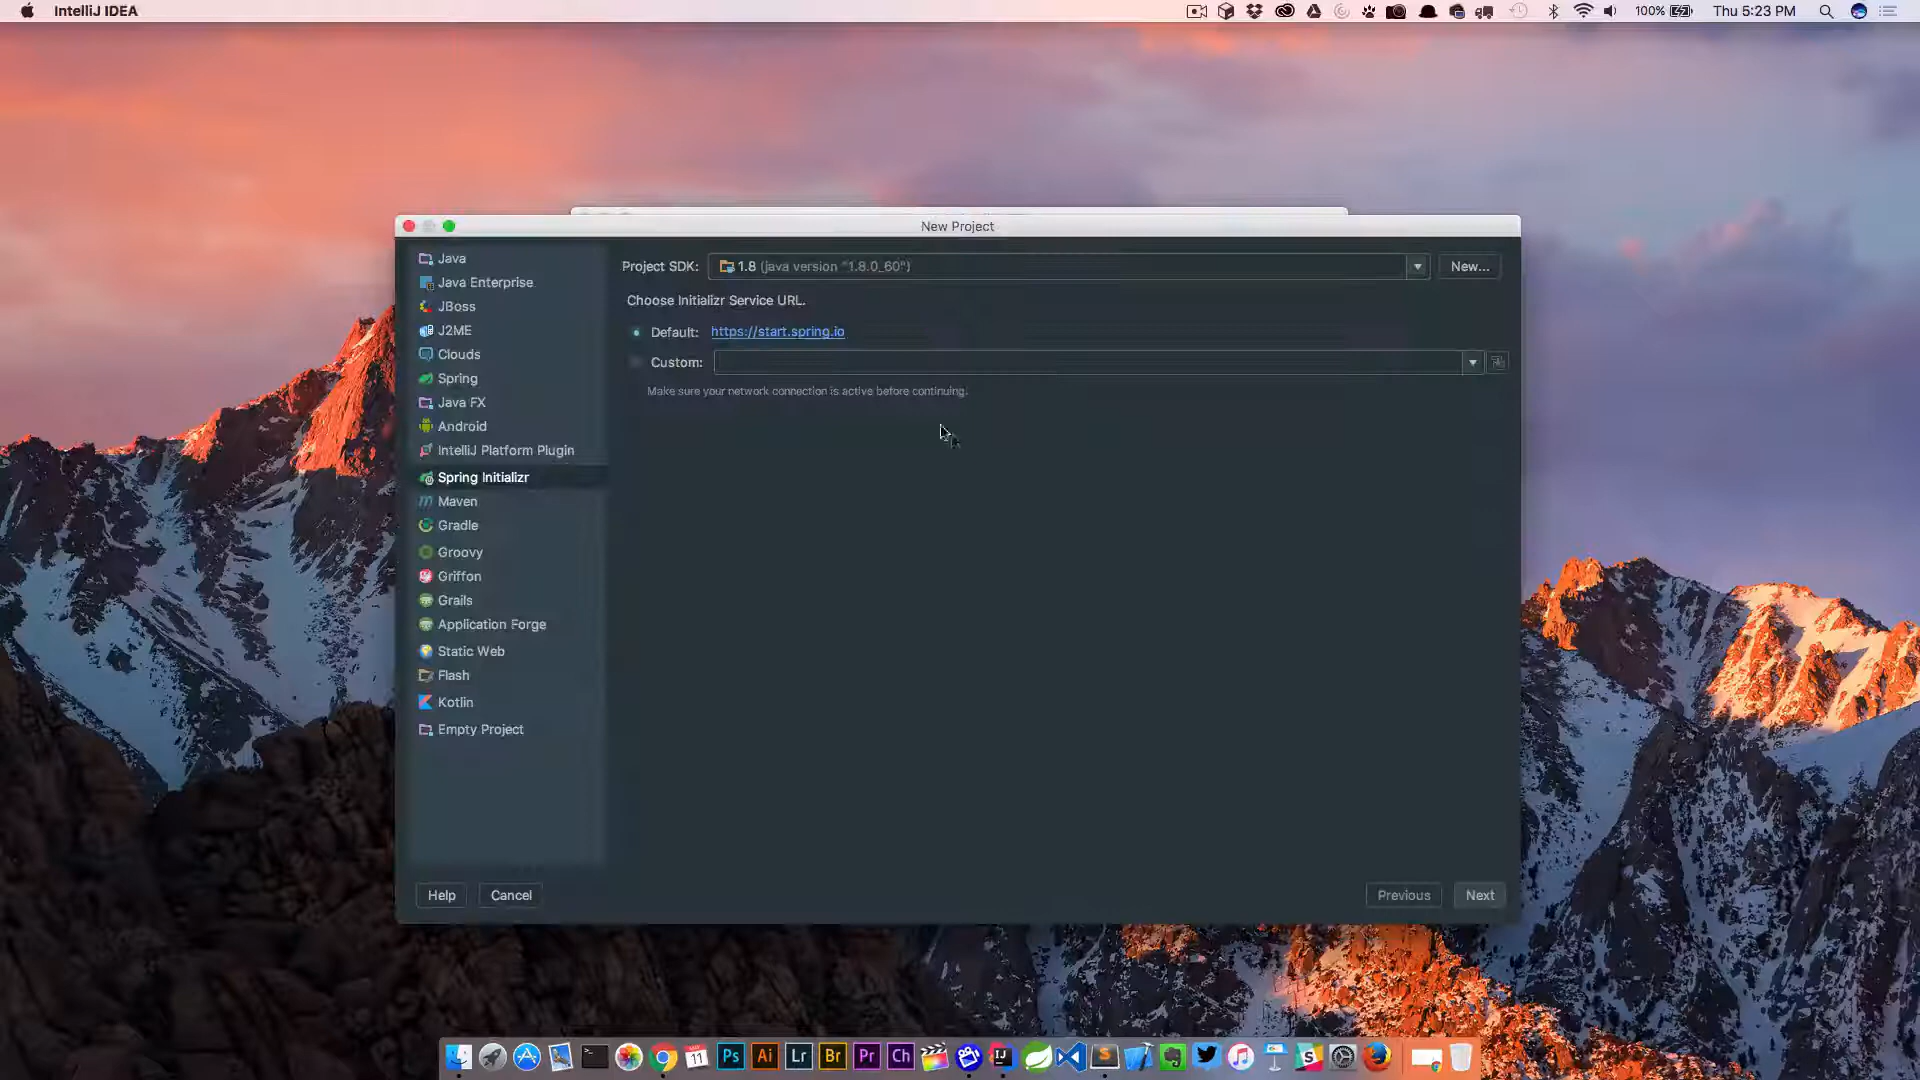 IntelliJ IDEA
100%
Thu 5:23 PM
New Project
Java
Java Enterprise
JBoss
J2ME
Clouds
Spring
Java FX
Android
IntelliJ Platform Plugin
Spring Initializr
Maven
Gradle
Groovy
Griffon
Grails
Application Forge
Static Web
Flash
Kotlin
Empty Project
Project SDK: 1.8 (java version "1.8.0_60")
New...
Choose Initializr Service URL.
Default: https://start.spring.io
Custom:
Make sure your network connection is active before continuing.
Help
Cancel
Previous
Next
11
Ps
Ai
Lr
Br
Pr
Ch
IJ
S